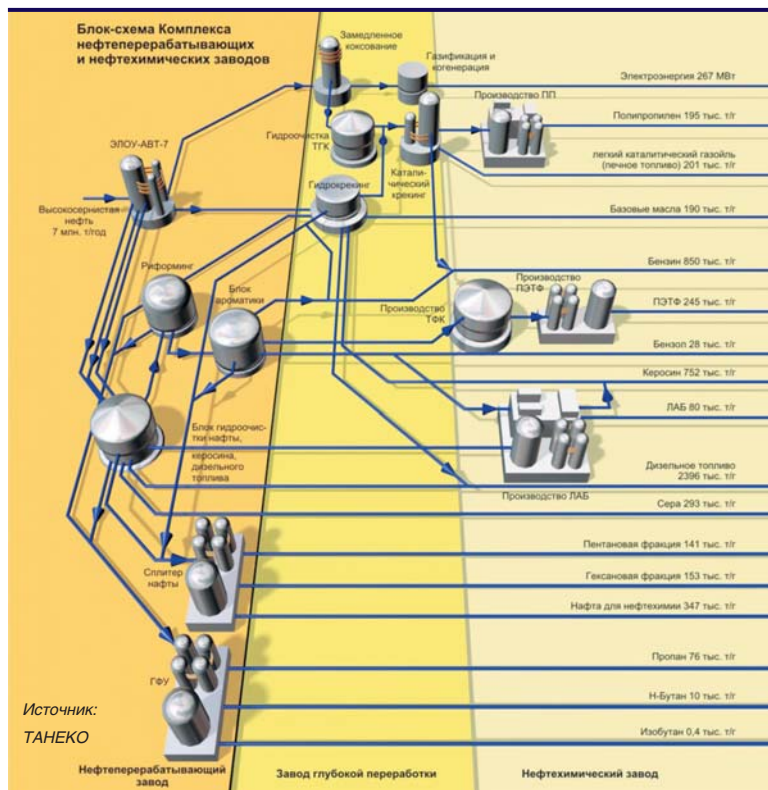 Блок-схема Комплекса
нефтеперерабатывающих
и нефтехимических заводов
Замедленное
коксование
Газификация и
когенерация
Электроэнергия 267 МВт
Производство ПП
Полипропилен 195 тыс. т/г
Гидроочистка
ТГК
ЭЛОУ-АВТ-7
легкий каталитический газойль
(печное топливо) 201 тыс. т/г
Катали-
тический
крекинг
Гидрокрекинг
Высокосернистая
нефть
7 млн. т/год
Базовые масла 190 тыс. т/г
Риформинг
Блок
ароматики
Бензин 850 тыс. т/г
Производство
ПЭТФ
Производство
ТФК
ПЭТФ 245 тыс. т/г
Бензол 28 тыс. т/г
Керосин 752 тыс. т/г
ЛАБ 80 тыс. т/г
Блок гидроочис-
тки нафты,
керосина,
дизельного
топлива
Дизельное топливо
2396 тыс. т/г
Производство ЛАБ
Сера 293 тыс. т/г
Пентановая фракция 141 тыс. т/г
Сплитер
нафты
Гексановая фракция 153 тыс. т/г
Нафта для нефтехимии 347 тыс. т/г
Пропан 76 тыс. т/г
ГФУ
Н-Бутан 10 тыс. т/г
Источник:
ТАНЕКО
Изобутан 0,4 тыс. т/г
Нефтеперерабатывающий
завод
Завод глубокой переработки
Нефтехимический завод